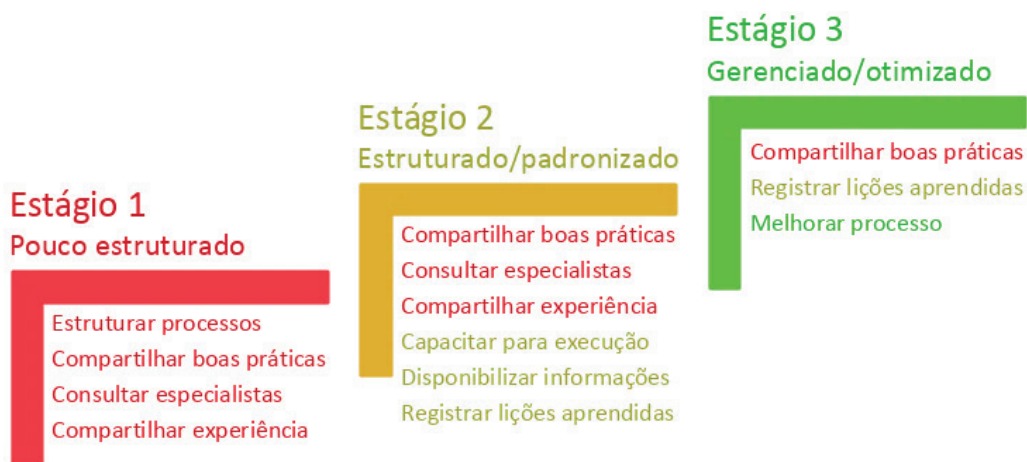 Estágio 1
Pouco estruturado
Estruturar processos
Compartilhar boas práticas
Consultar especialistas
Compartilhar experiência
Estágio 2
Estruturado/padronizado
Compartilhar boas práticas
Consultar especialistas
Compartilhar experiência
Capacitar para execução
Disponibilizar informações
Registrar lições aprendidas
Estágio 3
Gerenciado/otimizado
Compartilhar boas práticas
Registrar lições aprendidas
Melhorar processo